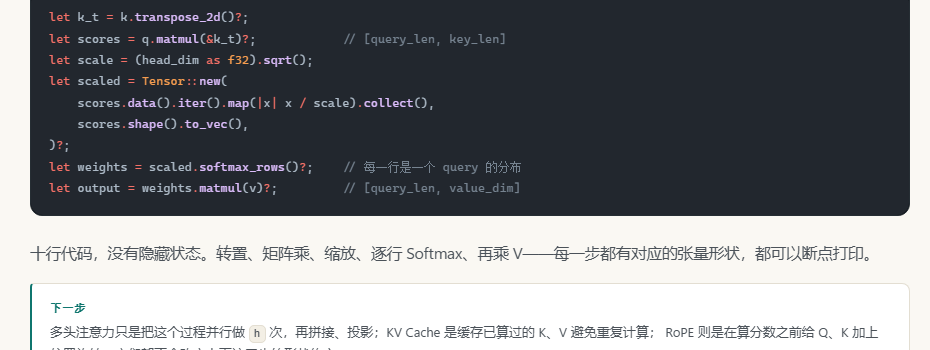 let k_t = k.transpose_2d()?;
let scores = q.matmul(&k_t)?; // [query_len, key_len]
let scale = (head_dim as f32).sqrt();
let scaled = Tensor::new(
scores.data().iter().map(|x| x / scale).collect(),
scores.shape().to_vec(),
)?;
let weights = scaled.softmax_rows()?; // 每一行是一个 query 的分布
let output = weights.matmul(v)?; // [query_len, value_dim]
十行代码，没有隐藏状态。转置、矩阵乘、缩放、逐行 Softmax、再乘 V——每一步都有对应的张量形状，都可以断点打印。
下一步
多头注意力只是把这个过程并行做 h 次，再拼接、投影；KV Cache 是缓存已算过的 K、V 避免重复计算； RoPE 则是在算分数之前给 Q、K 加上